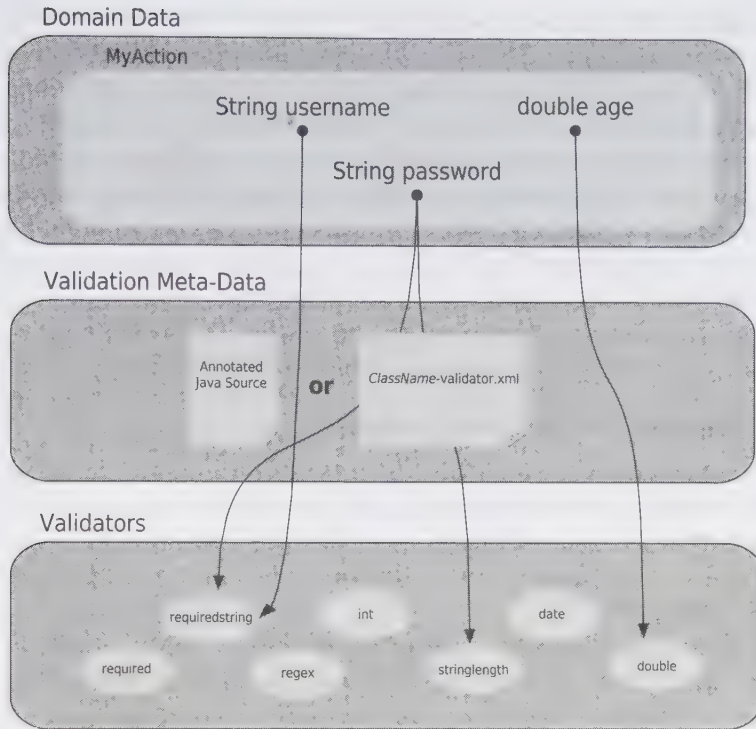 Domain Data
MyAction
String username
double age
String password
Validation Meta-Data
Annotated
Java Source
or
ClassName-validator.xml
Validators
requiredstring
int
date
required
regex
stringlength
double